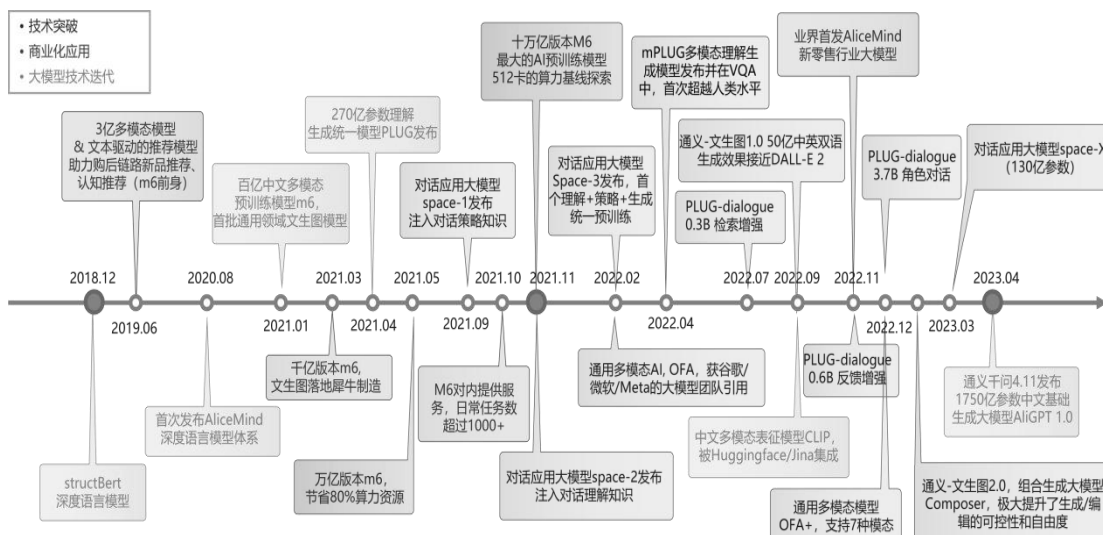 • 技术突破
• 商业化应用
• 大模型技术迭代
3亿多模态模型
& 文本驱动的推荐模型
助力购后链路新品推荐、
认知推荐（m6前身）
270亿参数理解
生成统一模型PLUG发布
百亿中文多模态
预训练模型m6，
首批通用领域文生图模型
十万亿版本M6
最大的AI预训练模型
512卡的算力基线探索
对话应用大模型
space-1发布
注入对话策略知识
mPLUG多模态理解生
成模型发布并在VQA
中，首次超越人类水平
对话应用大模型
Space-3发布，首
个理解+策略+生成
统一预训练
通义-文生图1.0 50亿中英双语
生成效果接近DALL-E 2
PLUG-dialogue
0.3B 检索增强
业界首发AliceMind
新零售行业大模型
PLUG-dialogue
3.7B 角色对话
对话应用大模型space-X
（130亿参数）
2018.12
2020.08
2021.03
2021.05
2021.10
2021.11
2022.02
2022.07
2022.09
2022.11
2023.04
2019.06
2021.01
2021.04
2021.09
2022.04
2022.12
2023.03
千亿版本m6,
文生图落地犀牛制造
首次发布AliceMind
深度语言模型体系
structBert
深度语言模型
万亿版本m6，
节省80%算力资源
M6对内提供服
务，日常任务数
超过1000+
对话应用大模型space-2发布
注入对话理解知识
通用多模态AI, OFA，获谷歌/
微软/Meta的大模型团队引用
中文多模态表征模型CLIP，
被Huggingface/Jina集成
PLUG-dialogue
0.6B 反馈增强
通用多模态模型
OFA+，支持7种模态
通义-文生图2.0，组合生成大模型
Composer，极大提升了生成/编
辑的可控性和自由度
通义千问4.11发布
1750亿参数中文基础
生成大模型AliGPT 1.0